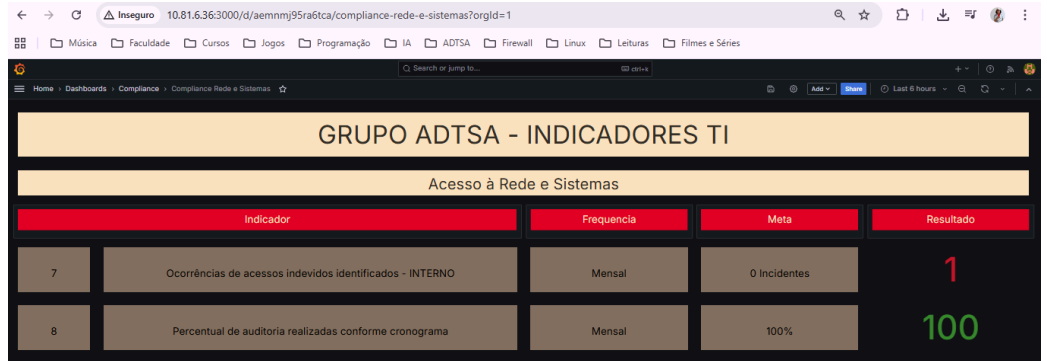 Inseguro 10.81.6.36:3000/d/aemnmj95ra6tca/compliance-rede-e-sistemas?orgId=1
Música Faculdade Cursos Jogos Programação IA ADTSA Firewall Linux Leituras Filmes e Séries
Search or jump to... ctrl+k
Home › Dashboards › Compliance › Compliance Rede e Sistemas Add Share Last 6 hours
GRUPO ADTSA - INDICADORES TI
Acesso à Rede e Sistemas
Indicador Frequencia Meta Resultado
7 Ocorrências de acessos indevidos identificados - INTERNO Mensal 0 Incidentes 1
8 Percentual de auditoria realizadas conforme cronograma Mensal 100% 100